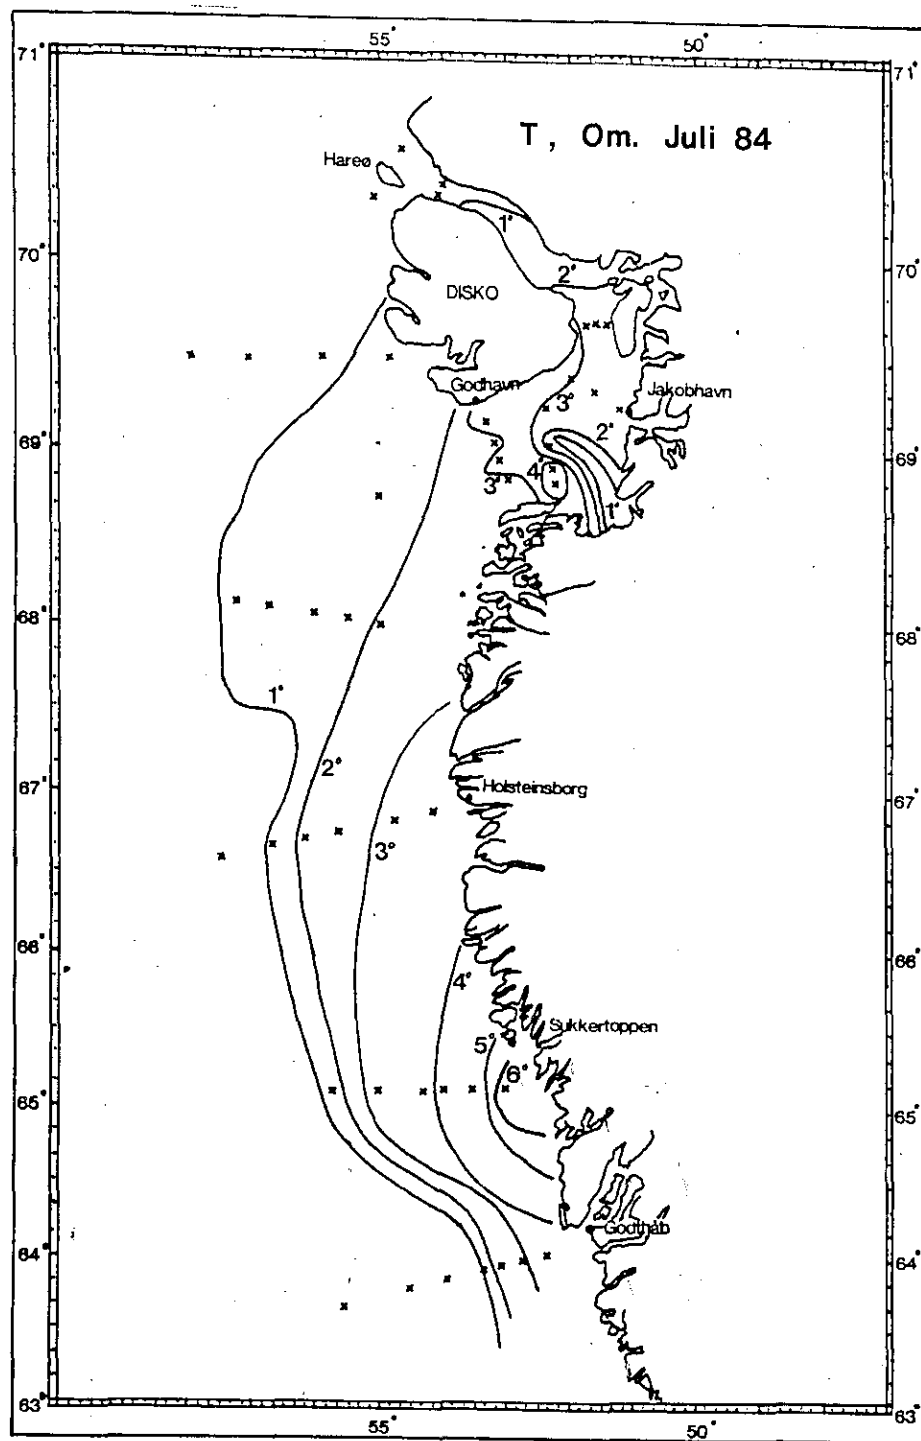 55° 50°
71° 71°
T, Om. Juli 84
Hareø
1°
70° 2° 70°
DISKO
Godhavn Jakobhavn
3°
2°
69° 69°
4°
3° 1°
68° 68°
1°
2°
67° Holsteinsborg 67°
3°
66° 66°
4°
Sukkertoppen
5°
6°
65° 65°
Godthåb
64° 64°
63° 63°
55° 50°